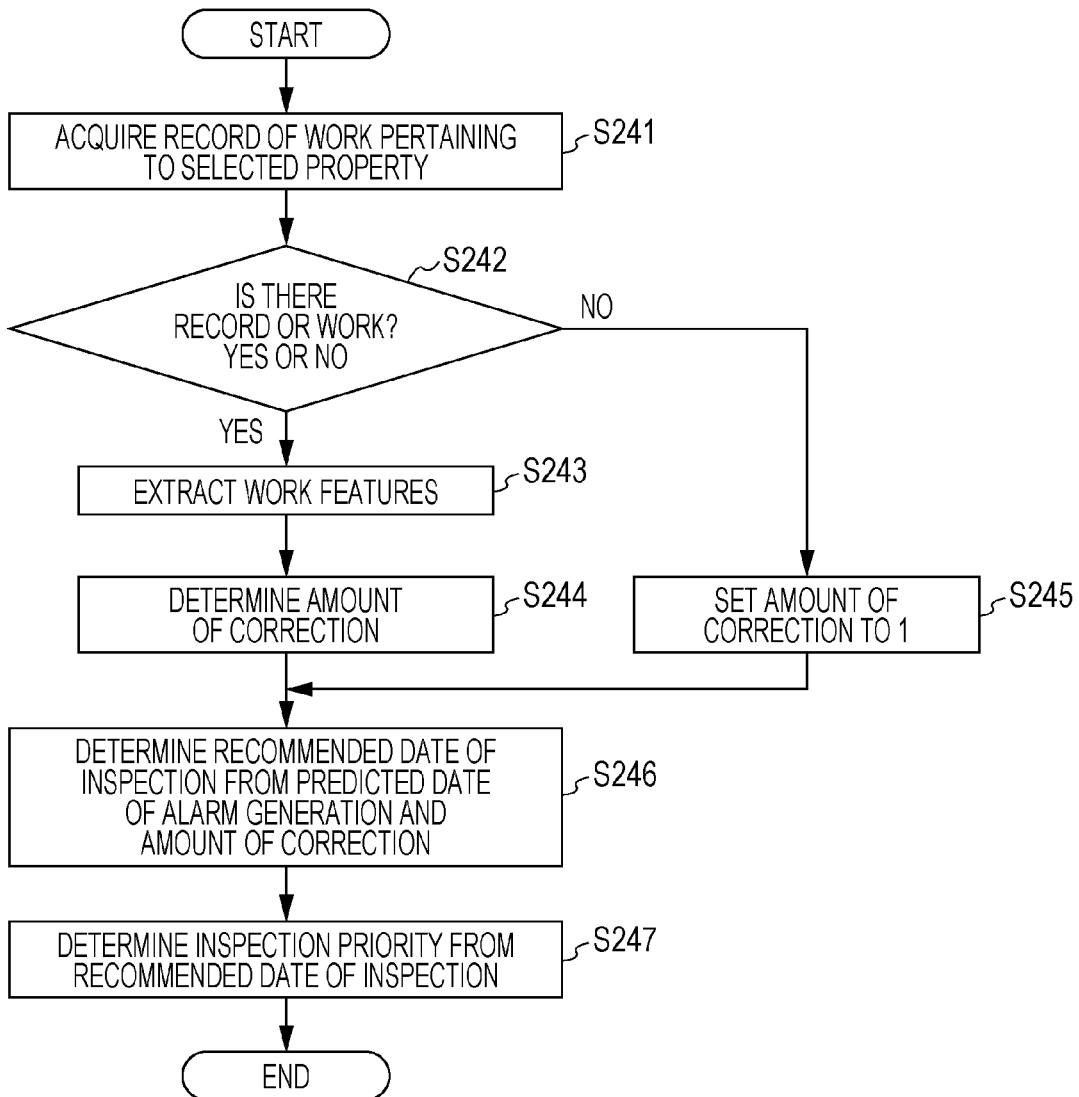 START
ACQUIRE RECORD OF WORK PERTAINING
TO SELECTED PROPERTY
S241
S242
IS THERE
RECORD OR WORK?
YES OR NO
NO
YES
EXTRACT WORK FEATURES
S243
DETERMINE AMOUNT
OF CORRECTION
S244
SET AMOUNT OF
CORRECTION TO 1
S245
DETERMINE RECOMMENDED DATE OF
INSPECTION FROM PREDICTED DATE
OF ALARM GENERATION AND
AMOUNT OF CORRECTION
S246
DETERMINE INSPECTION PRIORITY FROM
RECOMMENDED DATE OF INSPECTION
S247
END